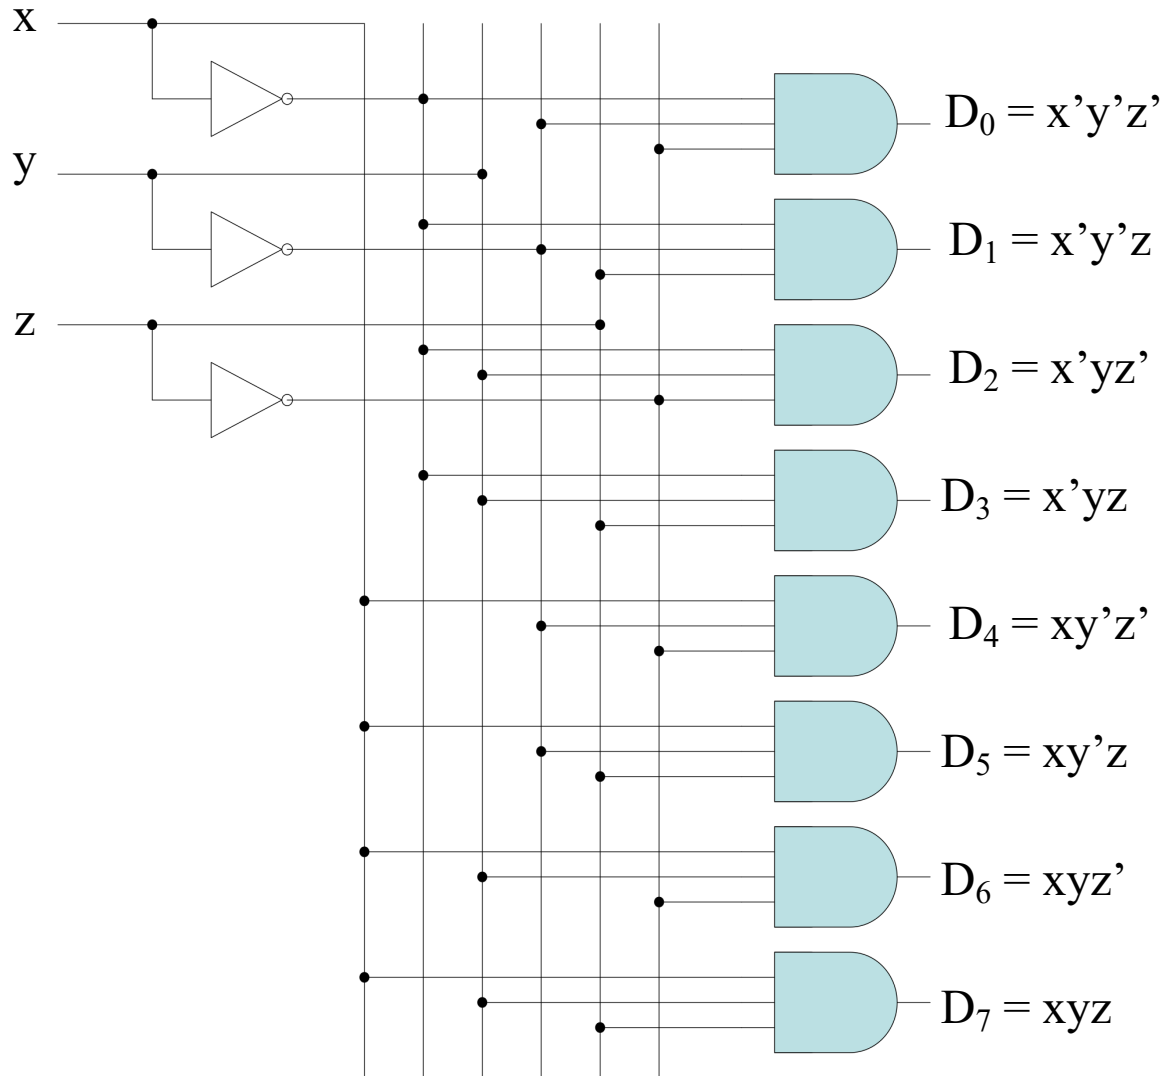 x
D₀ = x’y’z’
y
D₁ = x’y’z
z
D₂ = x’yz’
D₃ = x’yz
D₄ = xy’z’
D₅ = xy’z
D₆ = xyz’
D₇ = xyz